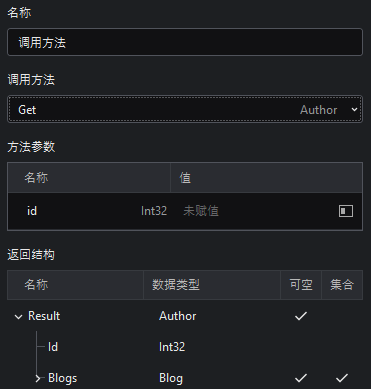 名称
调用方法
调用方法
Get Author
方法参数
名称 值
id Int32 未赋值
返回结构
名称 数据类型 可空 集合
Result Author
Id Int32
Blogs Blog